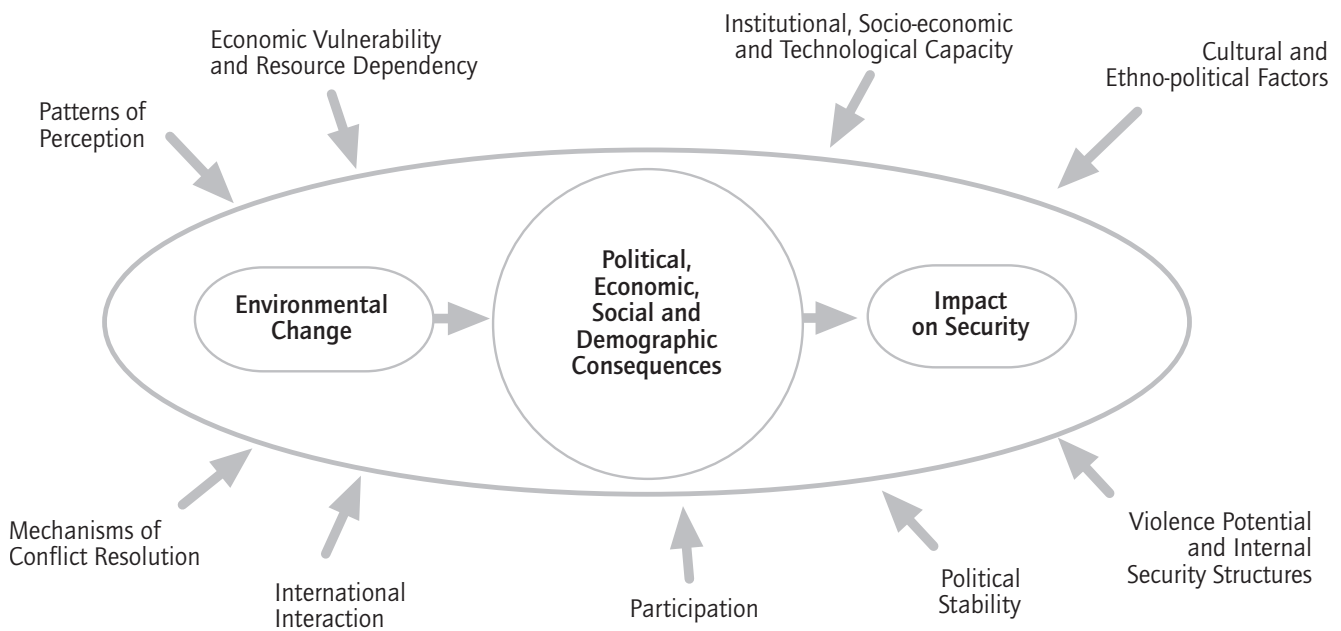 Economic Vulnerability
and Resource Dependency
Institutional, Socio-economic
and Technological Capacity
Cultural and
Ethno-political Factors
Patterns of
Perception
Environmental
Change
Political,
Economic,
Social and
Demographic
Consequences
Impact
on Security
Mechanisms of
Conflict Resolution
International
Interaction
Participation
Political
Stability
Violence Potential
and Internal
Security Structures